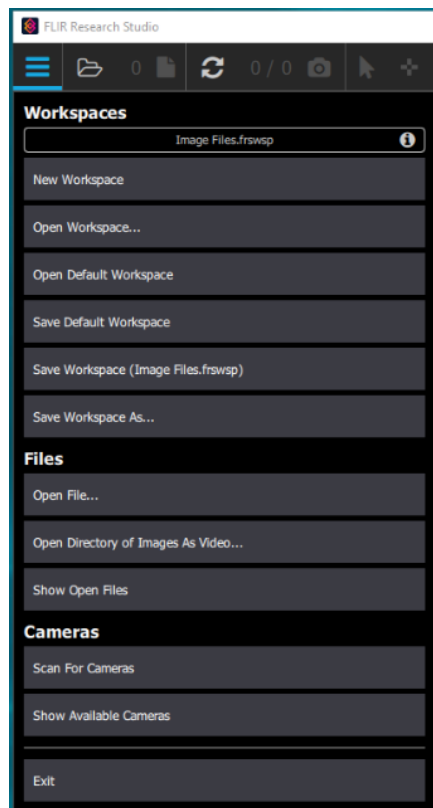 FLIR Research Studio
0 0 / 0
Workspaces
Image Files.frswsp
New Workspace
Open Workspace...
Open Default Workspace
Save Default Workspace
Save Workspace (Image Files.frswsp)
Save Workspace As...
Files
Open File...
Open Directory of Images As Video...
Show Open Files
Cameras
Scan For Cameras
Show Available Cameras
Exit